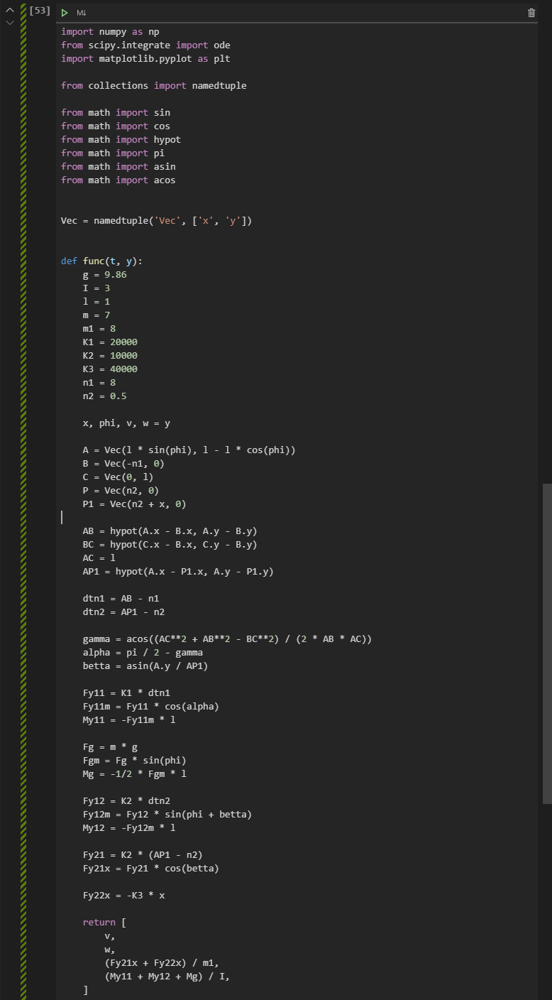 [53]
M↓
import numpy as np
from scipy.integrate import ode
import matplotlib.pyplot as plt

from collections import namedtuple

from math import sin
from math import cos
from math import hypot
from math import pi
from math import asin
from math import acos


Vec = namedtuple('Vec', ['x', 'y'])


def func(t, y):
    g = 9.86
    I = 3
    l = 1
    m = 7
    m1 = 8
    K1 = 20000
    K2 = 10000
    K3 = 40000
    n1 = 8
    n2 = 0.5

    x, phi, v, w = y

    A = Vec(l * sin(phi), l - l * cos(phi))
    B = Vec(-n1, 0)
    C = Vec(0, l)
    P = Vec(n2, 0)
    P1 = Vec(n2 + x, 0)

    AB = hypot(A.x - B.x, A.y - B.y)
    BC = hypot(C.x - B.x, C.y - B.y)
    AC = l
    AP1 = hypot(A.x - P1.x, A.y - P1.y)

    dtn1 = AB - n1
    dtn2 = AP1 - n2

    gamma = acos((AC**2 + AB**2 - BC**2) / (2 * AB * AC))
    alpha = pi / 2 - gamma
    betta = asin(A.y / AP1)

    Fy11 = K1 * dtn1
    Fy11m = Fy11 * cos(alpha)
    My11 = -Fy11m * l

    Fg = m * g
    Fgm = Fg * sin(phi)
    Mg = -1/2 * Fgm * l

    Fy12 = K2 * dtn2
    Fy12m = Fy12 * sin(phi + betta)
    My12 = -Fy12m * l

    Fy21 = K2 * (AP1 - n2)
    Fy21x = Fy21 * cos(betta)

    Fy22x = -K3 * x

    return [
        v,
        w,
        (Fy21x + Fy22x) / m1,
        (My11 + My12 + Mg) / I,
    ]